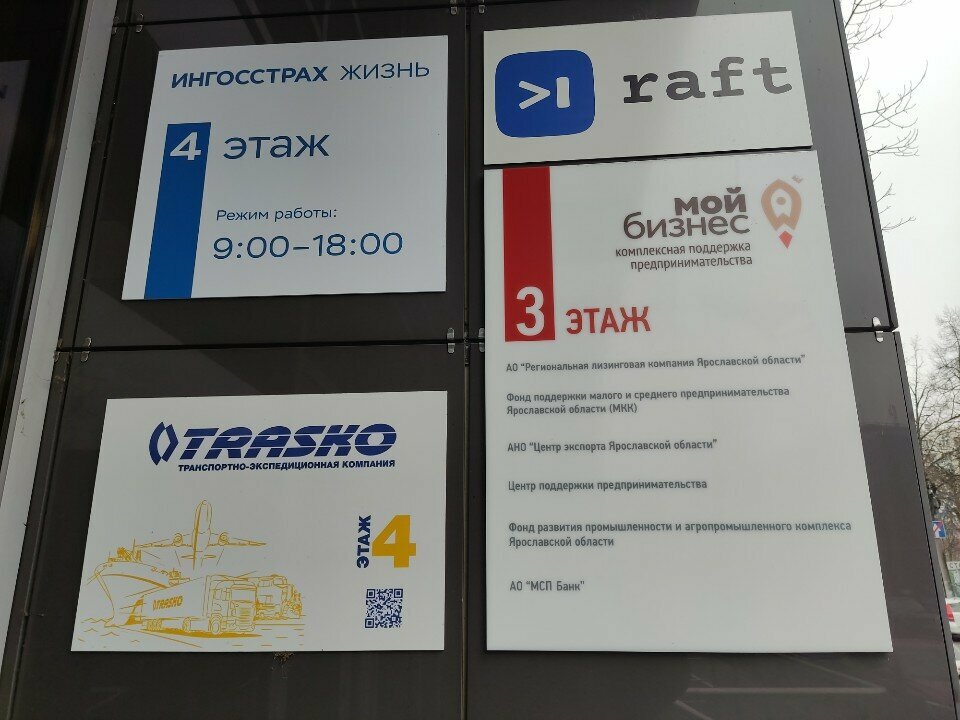 ИНГОССТРАХ ЖИЗНЬ
4 этаж
Режим работы:
9:00–18:00
>I raft
мой
бизнес
комплексная поддержка
предпринимательства
3 ЭТАЖ
АО "Региональная лизинговая компания Ярославской области"
Фонд поддержки малого и среднего предпринимательства
Ярославской области (МКК)
АНО "Центр экспорта Ярославской области"
Центр поддержки предпринимательства
Фонд развития промышленности и агропромышленного комплекса
Ярославской области
АО "МСП Банк"
TRASKO
ТРАНСПОРТНО-ЭКСПЕДИЦИОННАЯ КОМПАНИЯ
ЭТАЖ 4
TRASKO